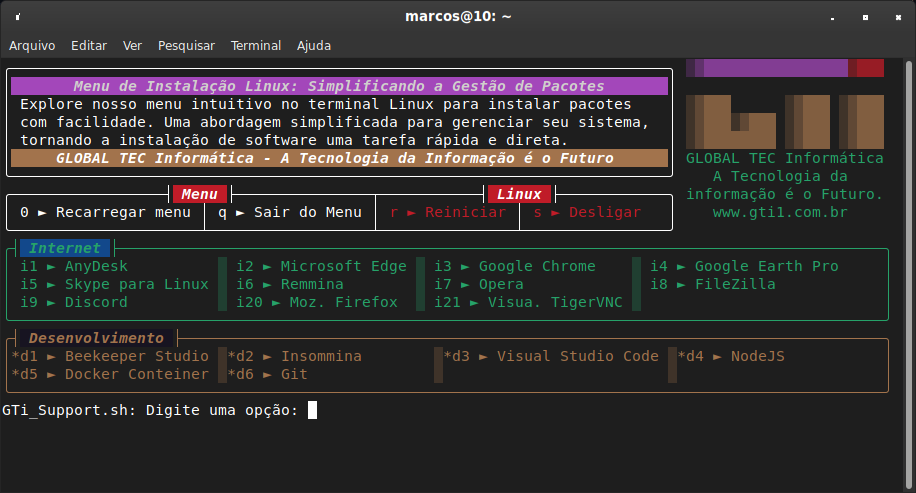 marcos@10: ~
Arquivo Editar Ver Pesquisar Terminal Ajuda
Menu de Instalação Linux: Simplificando a Gestão de Pacotes
Explore nosso menu intuitivo no terminal Linux para instalar pacotes
com facilidade. Uma abordagem simplificada para gerenciar seu sistema,
tornando a instalação de software uma tarefa rápida e direta.
GLOBAL TEC Informática - A Tecnologia da Informação é o Futuro
GLOBAL TEC Informática
A Tecnologia da
informação é o Futuro.
www.gti1.com.br
Menu Linux
0 ► Recarregar menu q ► Sair do Menu r ► Reiniciar s ► Desligar
Internet
i1 ► AnyDesk i2 ► Microsoft Edge i3 ► Google Chrome i4 ► Google Earth Pro
i5 ► Skype para Linux i6 ► Remmina i7 ► Opera i8 ► FileZilla
i9 ► Discord i20 ► Moz. Firefox i21 ► Visua. TigerVNC
Desenvolvimento
*d1 ► Beekeeper Studio *d2 ► Insommina *d3 ► Visual Studio Code *d4 ► NodeJS
*d5 ► Docker Conteiner *d6 ► Git
GTi_Support.sh: Digite uma opção: